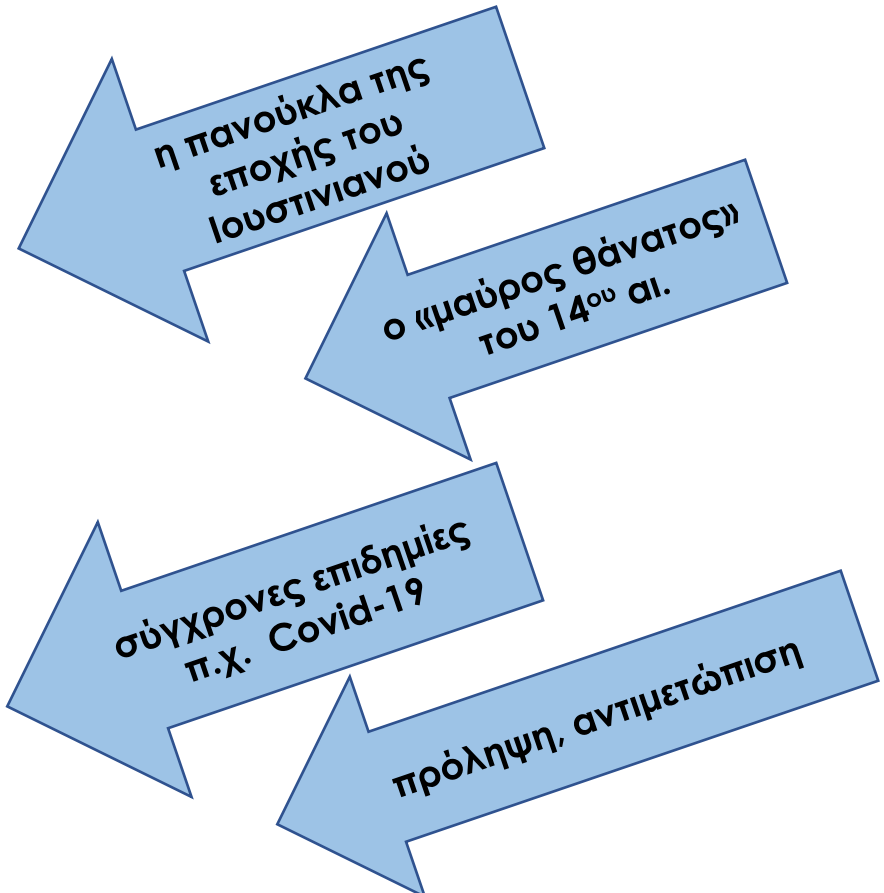 η πανούκλα της
εποχής του
Ιουστινιανού
ο «μαύρος θάνατος»
του 14ου αι.
σύγχρονες επιδημίες
π.χ. Covid-19
πρόληψη, αντιμετώπιση